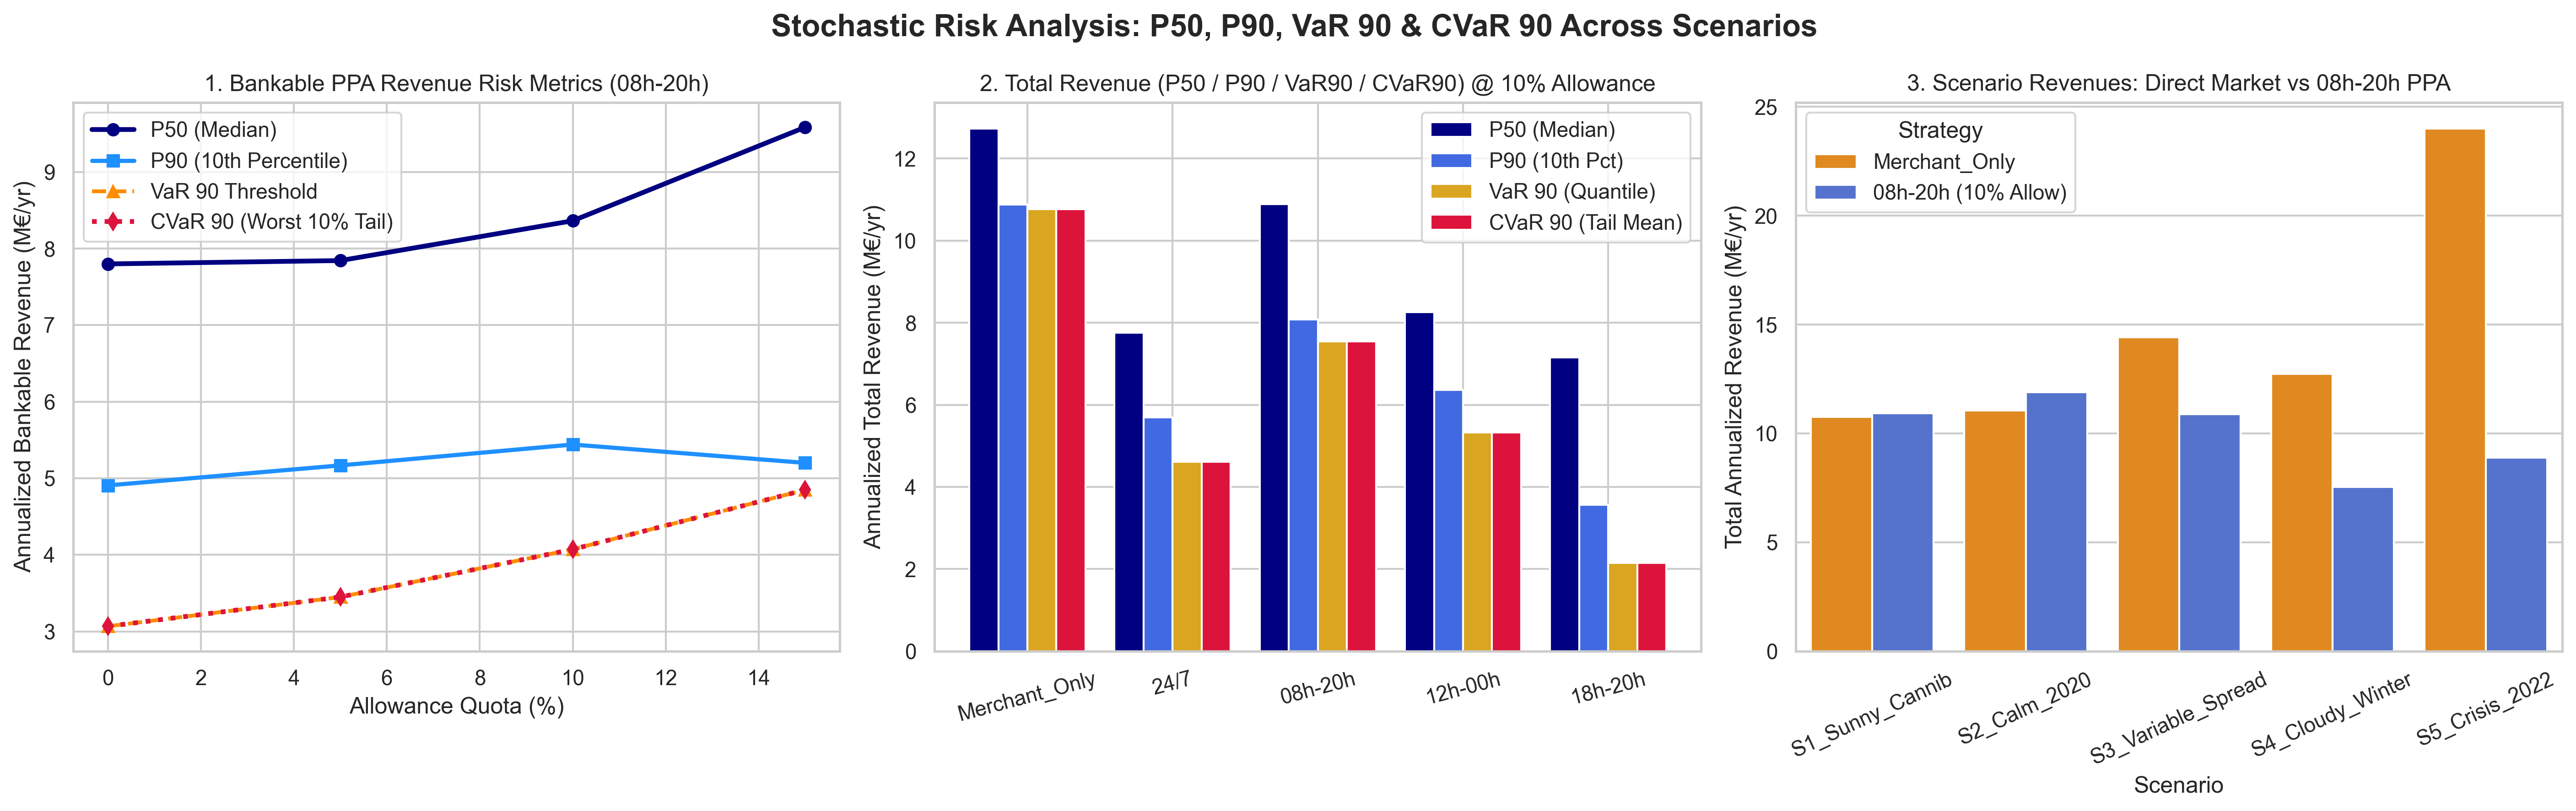 Stochastic Risk Analysis: P50, P90, VaR 90 & CVaR 90 Across Scenarios
1. Bankable PPA Revenue Risk Metrics (08h-20h)
P50 (Median)
P90 (10th Percentile)
VaR 90 Threshold
CVaR 90 (Worst 10% Tail)
Annualized Bankable Revenue (M€/yr)
9
8
7
6
5
4
3
0 2 4 6 8 10 12 14
Allowance Quota (%)
2. Total Revenue (P50 / P90 / VaR90 / CVaR90) @ 10% Allowance
P50 (Median)
P90 (10th Pct)
VaR 90 (Quantile)
CVaR 90 (Tail Mean)
Annualized Total Revenue (M€/yr)
12
10
8
6
4
2
0
Merchant_Only 24/7 08h-20h 12h-00h 18h-20h
3. Scenario Revenues: Direct Market vs 08h-20h PPA
Strategy
Merchant_Only
08h-20h (10% Allow)
Total Annualized Revenue (M€/yr)
25
20
15
10
5
0
S1_Sunny_Cannib S2_Calm_2020 S3_Variable_Spread S4_Cloudy_Winter S5_Crisis_2022
Scenario